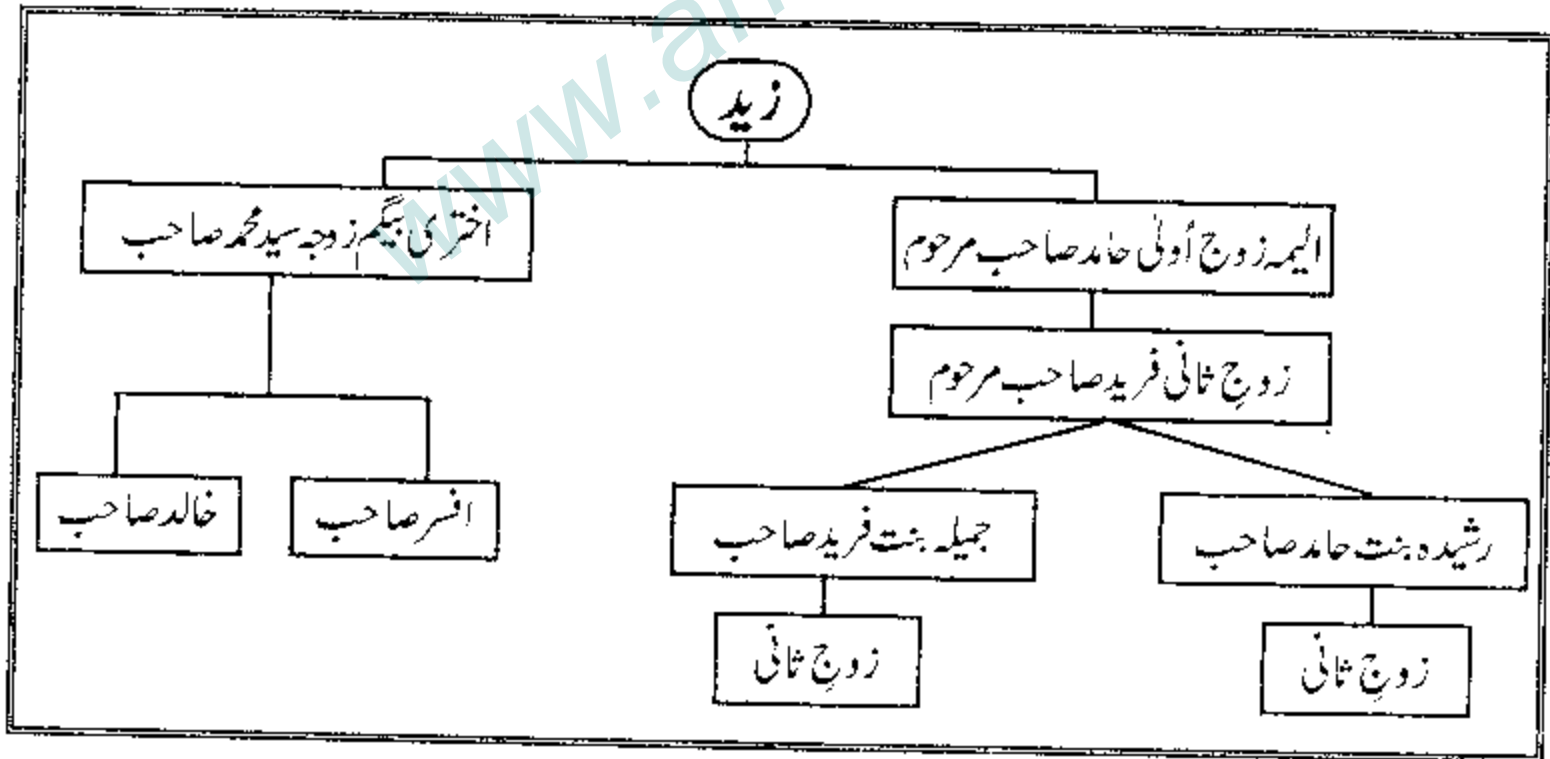 زید
الیمہ زوج أولیٰ حامد صاحب مرحوم
اختری بیگم زوجہ سید محمد صاحب
زوجِ ثانی فرید صاحب مرحوم
رشیدہ بنت حامد صاحب
جمیلہ بنت فرید صاحب
افسر صاحب
خالد صاحب
زوجِ ثانی
زوجِ ثانی